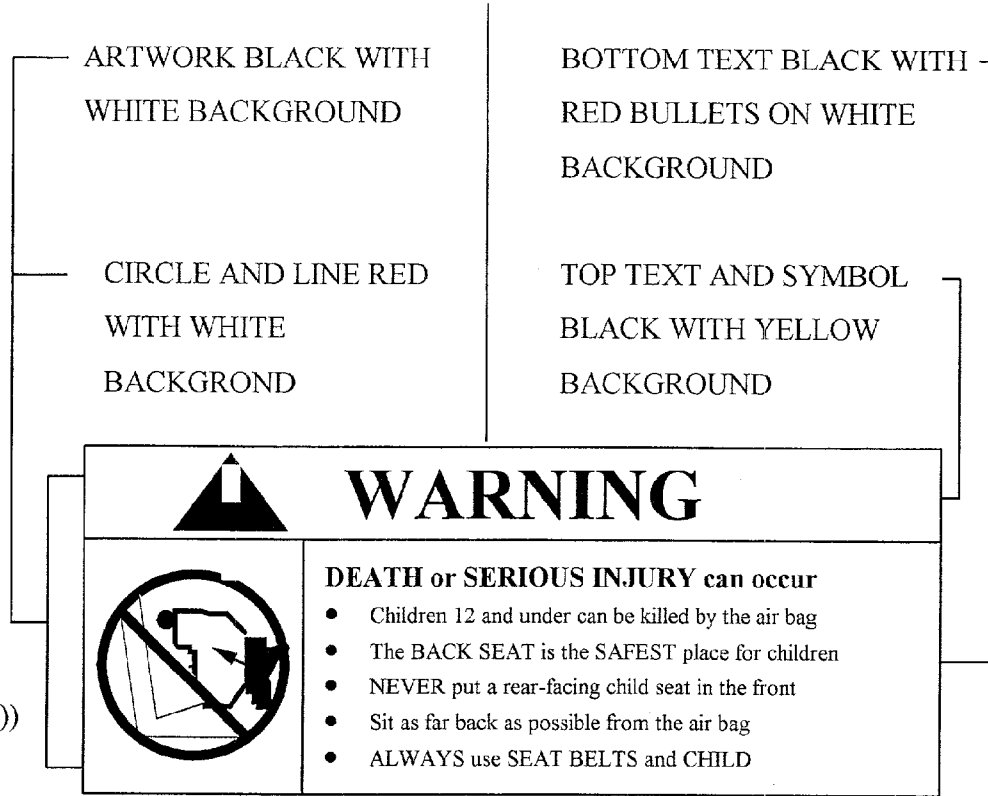 ARTWORK BLACK WITH
WHITE BACKGROUND
BOTTOM TEXT BLACK WITH
RED BULLETS ON WHITE
BACKGROUND
CIRCLE AND LINE RED
WITH WHITE
BACKGROND
TOP TEXT AND SYMBOL
BLACK WITH YELLOW
BACKGROUND
WARNING
DEATH or SERIOUS INJURY can occur
• Children 12 and under can be killed by the air bag
• The BACK SEAT is the SAFEST place for children
• NEVER put a rear-facing child seat in the front
• Sit as far back as possible from the air bag
• ALWAYS use SEAT BELTS and CHILD
))